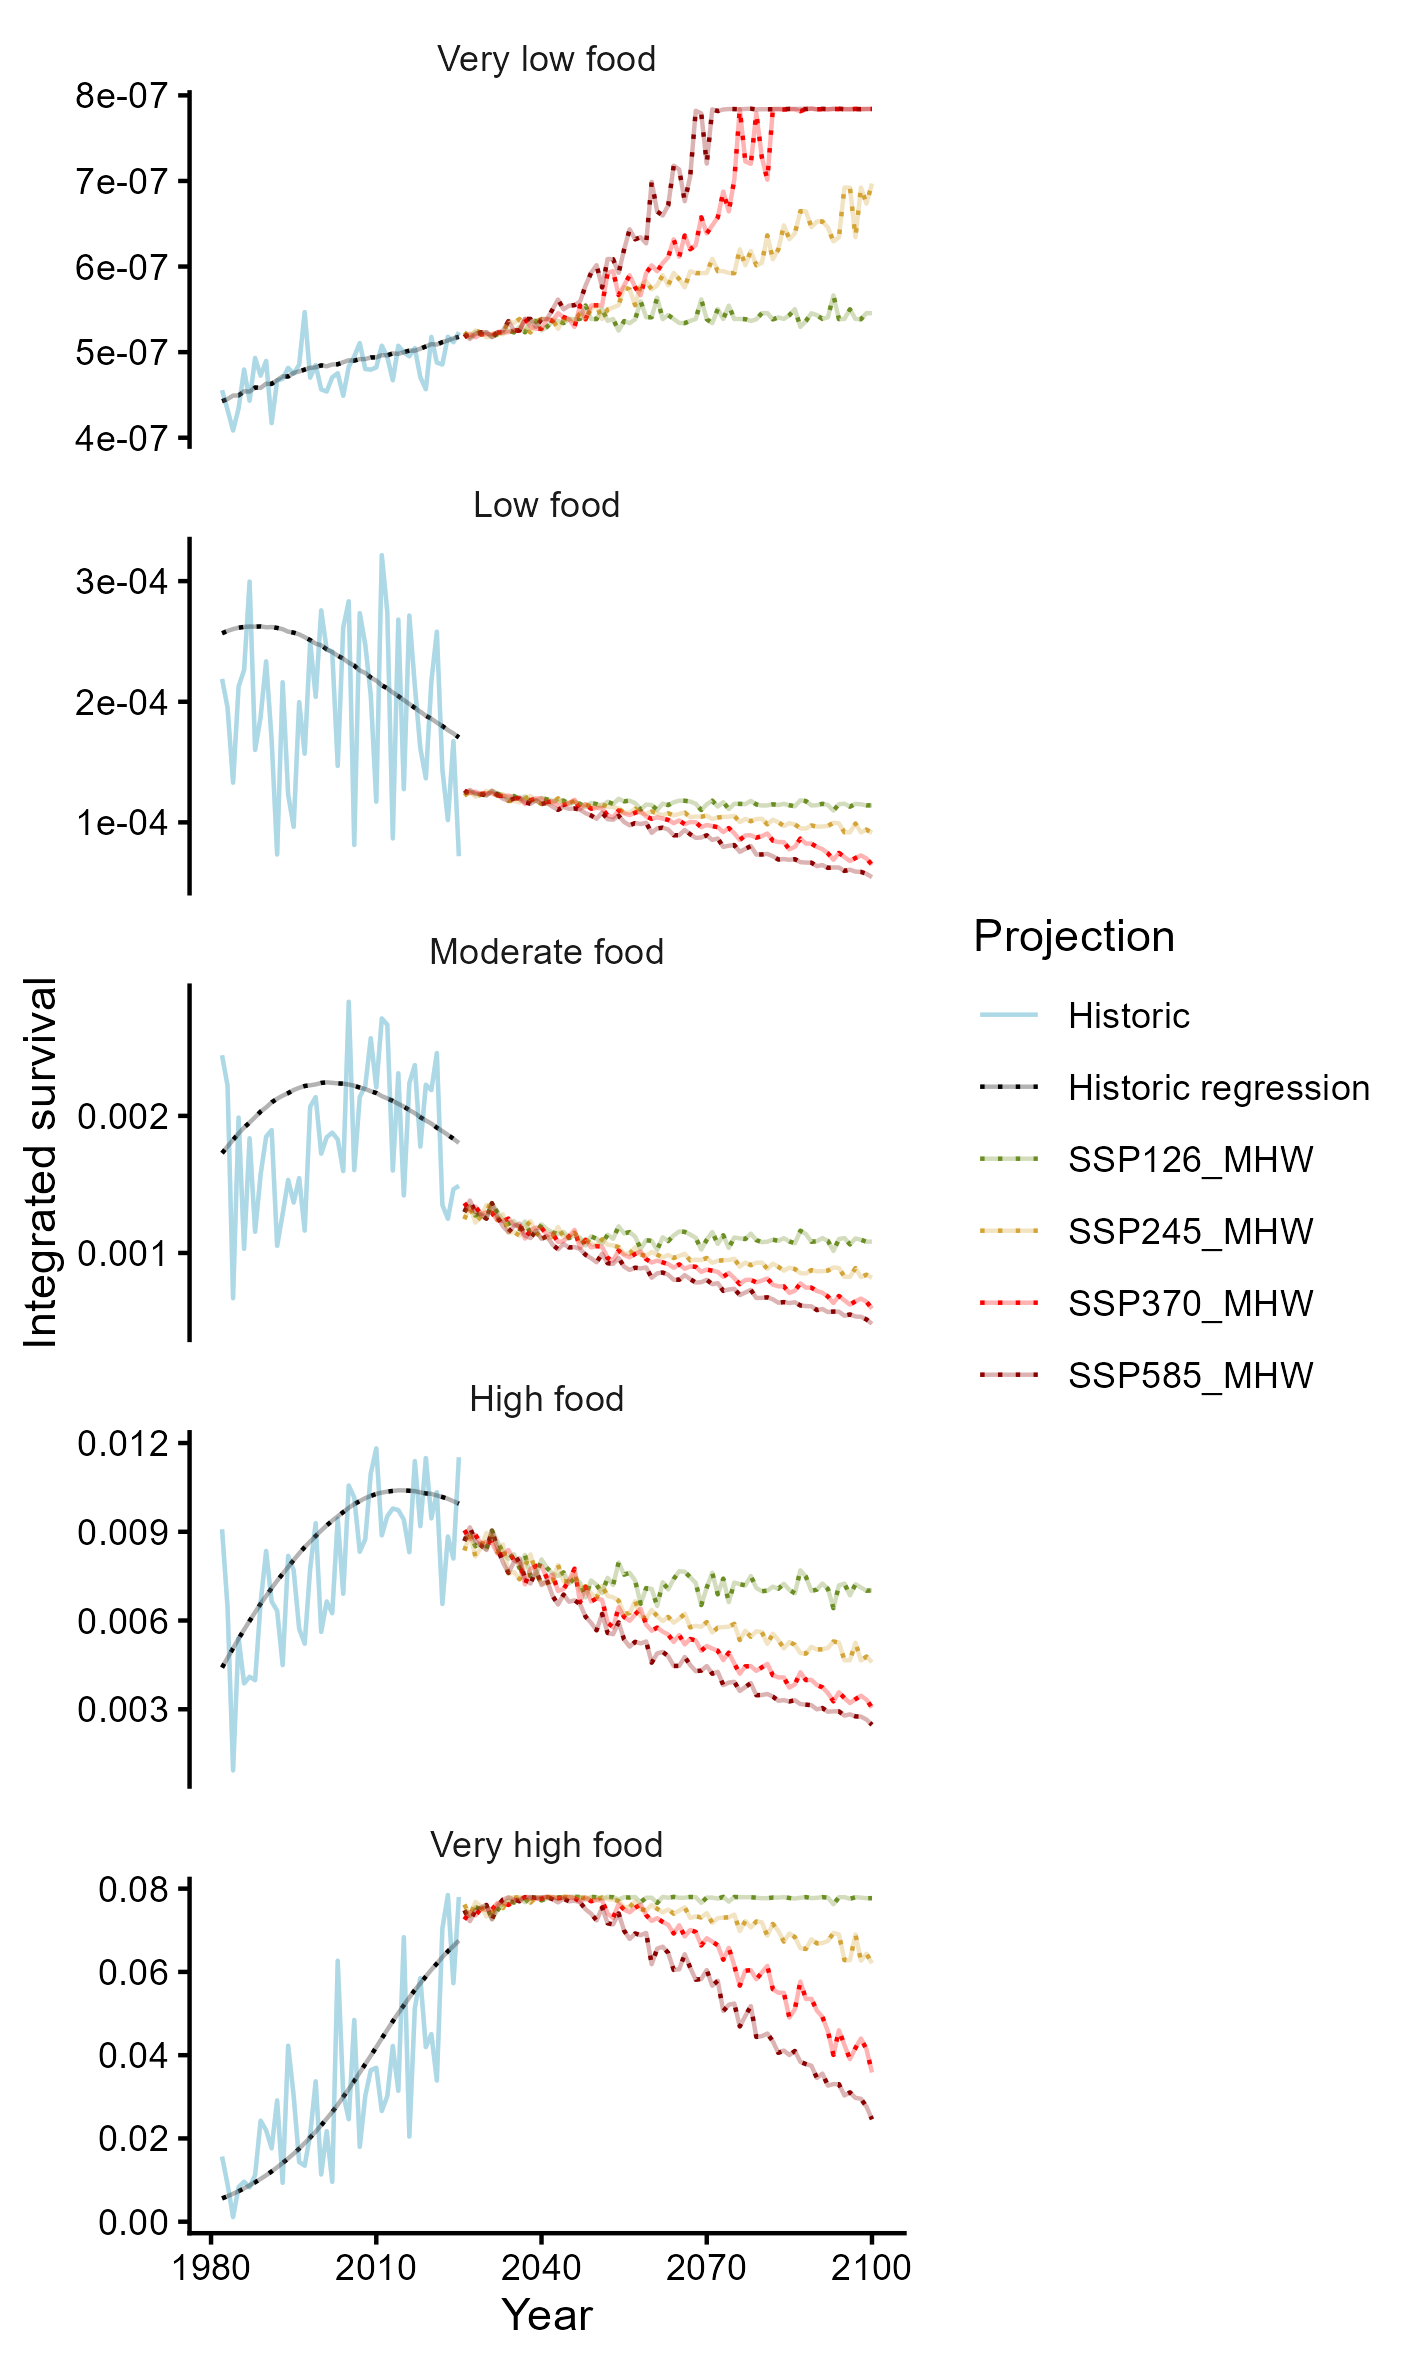 Very low food
8e-07
7e-07
6e-07
5e-07
4e-07
Low food
3e-04
2e-04
1e-04
Moderate food
0.002
0.001
High food
0.012
0.009
0.006
0.003
Very high food
0.08
0.06
0.04
0.02
0.00
1980 2010 2040 2070 2100
Year
Integrated survival
Projection
Historic
Historic regression
SSP126_MHW
SSP245_MHW
SSP370_MHW
SSP585_MHW